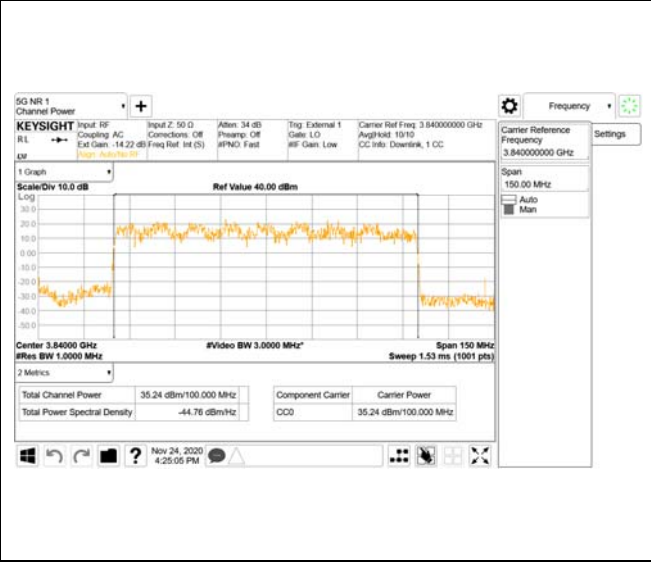 5G NR 1
Channel Power
Frequency
KEYSIGHT
Input: RF
Input Z: 50 Ω
Atten: 34 dB
Trig: External 1
Carrier Ref Freq: 3.840000000 GHz
R L
Coupling: AC
Corrections: Off
Preamp: Off
Gate: LO
Avg|Hold: 10/10
Ext Gain: -14.22 dB
Freq Ref: Int (S)
#PNO: Fast
#IF Gain: Low
CC Info: Downlink, 1 CC
Align: Auto/No RF
Carrier Reference
Frequency
3.840000000 GHz
Settings
Span
150.00 MHz
Auto
Man
1 Graph
Scale/Div 10.0 dB
Ref Value 40.00 dBm
Log
30.0
20.0
10.0
0.00
-10.0
-20.0
-30.0
-40.0
-50.0
Center 3.84000 GHz
#Video BW 3.0000 MHz*
Span 150 MHz
#Res BW 1.0000 MHz
Sweep 1.53 ms (1001 pts)
2 Metrics
Total Channel Power
35.24 dBm/100.000 MHz
Total Power Spectral Density
-44.76 dBm/Hz
Component Carrier
Carrier Power
CC0
35.24 dBm/100.000 MHz
?
Nov 24, 2020
4:25:05 PM